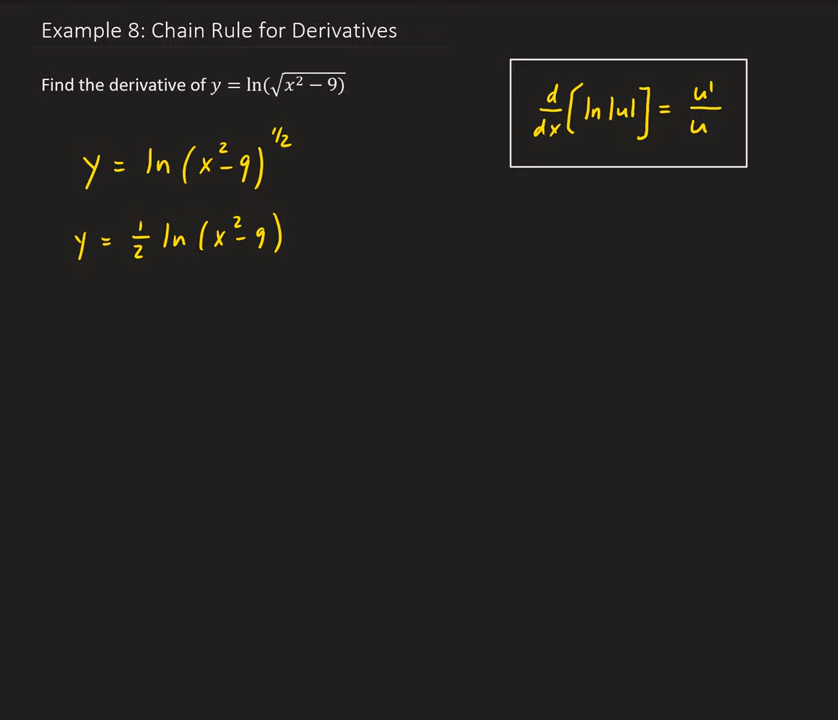 Example 8: Chain Rule for Derivatives
Find the derivative of y = ln(√(x² − 9))
d/dx [ln |u|] = u'/u
y = ln (x² - 9)^1/2
y = 1/2 ln (x² - 9)